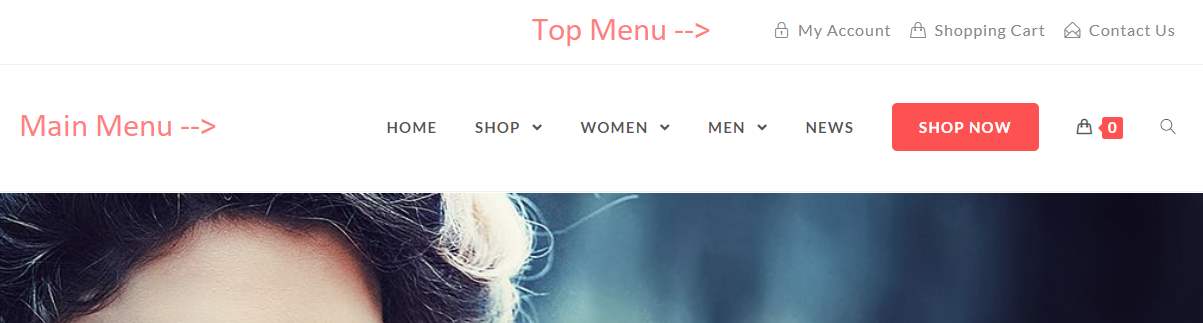 Top Menu --> My Account Shopping Cart Contact Us
Main Menu --> HOME SHOP WOMEN MEN NEWS SHOP NOW 0